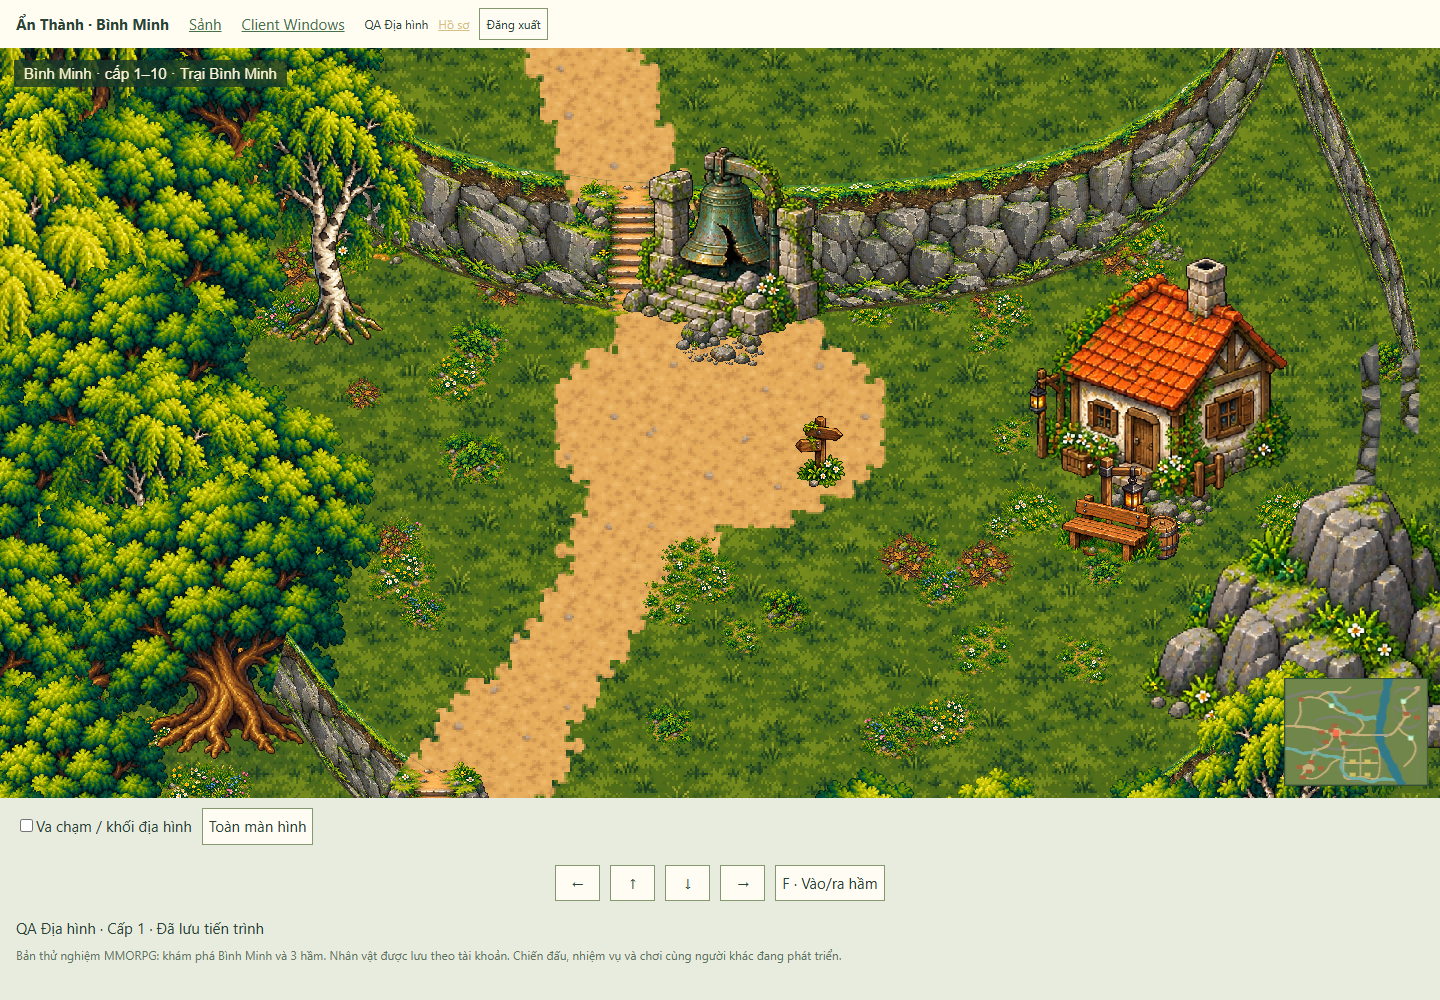 Ẩn Thành · Bình Minh Sảnh Client Windows QA Địa hình Hồ sơ Đăng xuất
Bình Minh · cấp 1–10 · Trại Bình Minh
Va chạm / khối địa hình Toàn màn hình
← ↑ ↓ → F · Vào/ra hầm
QA Địa hình · Cấp 1 · Đã lưu tiến trình
Bản thử nghiệm MMORPG: khám phá Bình Minh và 3 hầm. Nhân vật được lưu theo tài khoản. Chiến đấu, nhiệm vụ và chơi cùng người khác đang phát triển.